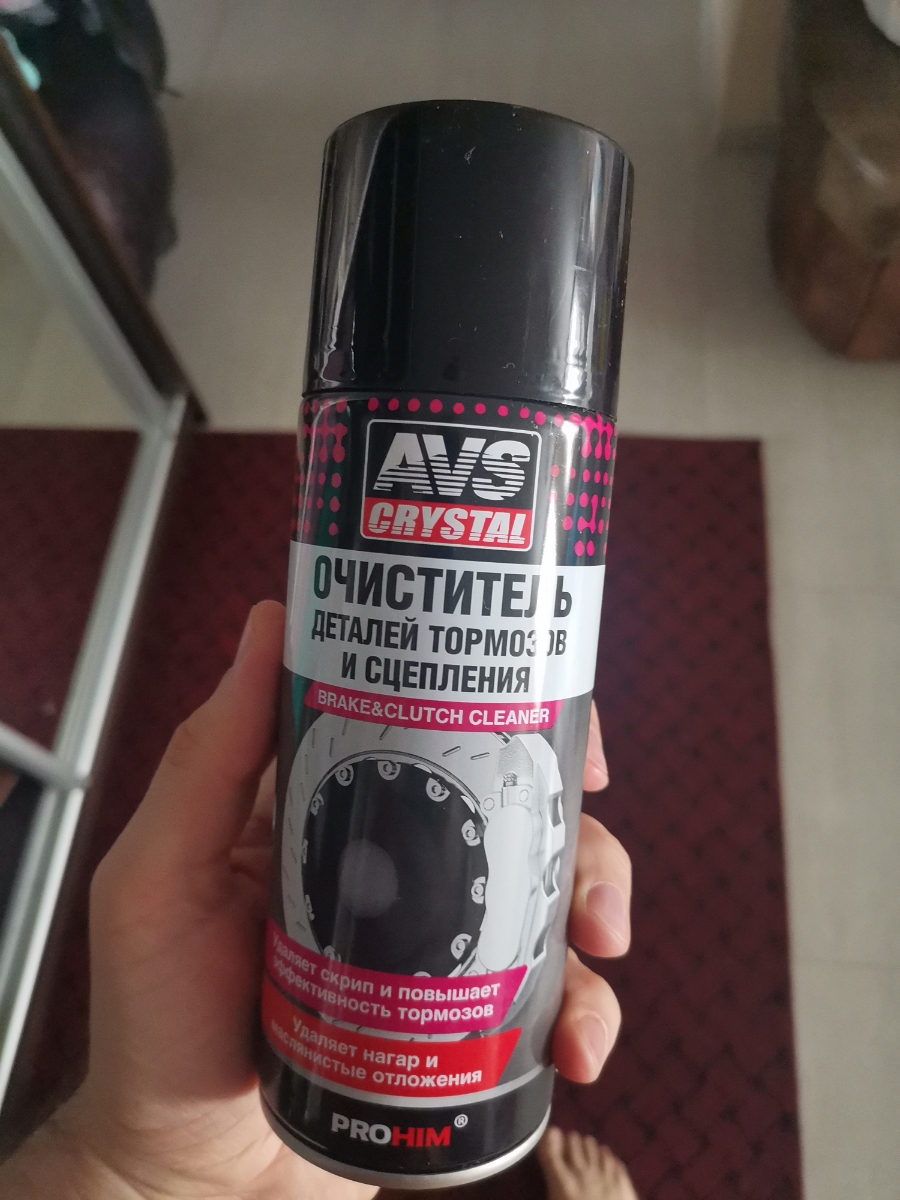 AVS
CRYSTAL
ОЧИСТИТЕЛЬ
ДЕТАЛЕЙ ТОРМОЗОВ
И СЦЕПЛЕНИЯ
BRAKE&CLUTCH CLEANER
Удаляет скрип и повышает
эффективность тормозов
Удаляет нагар и
маслянистые отложения
PROHIM®